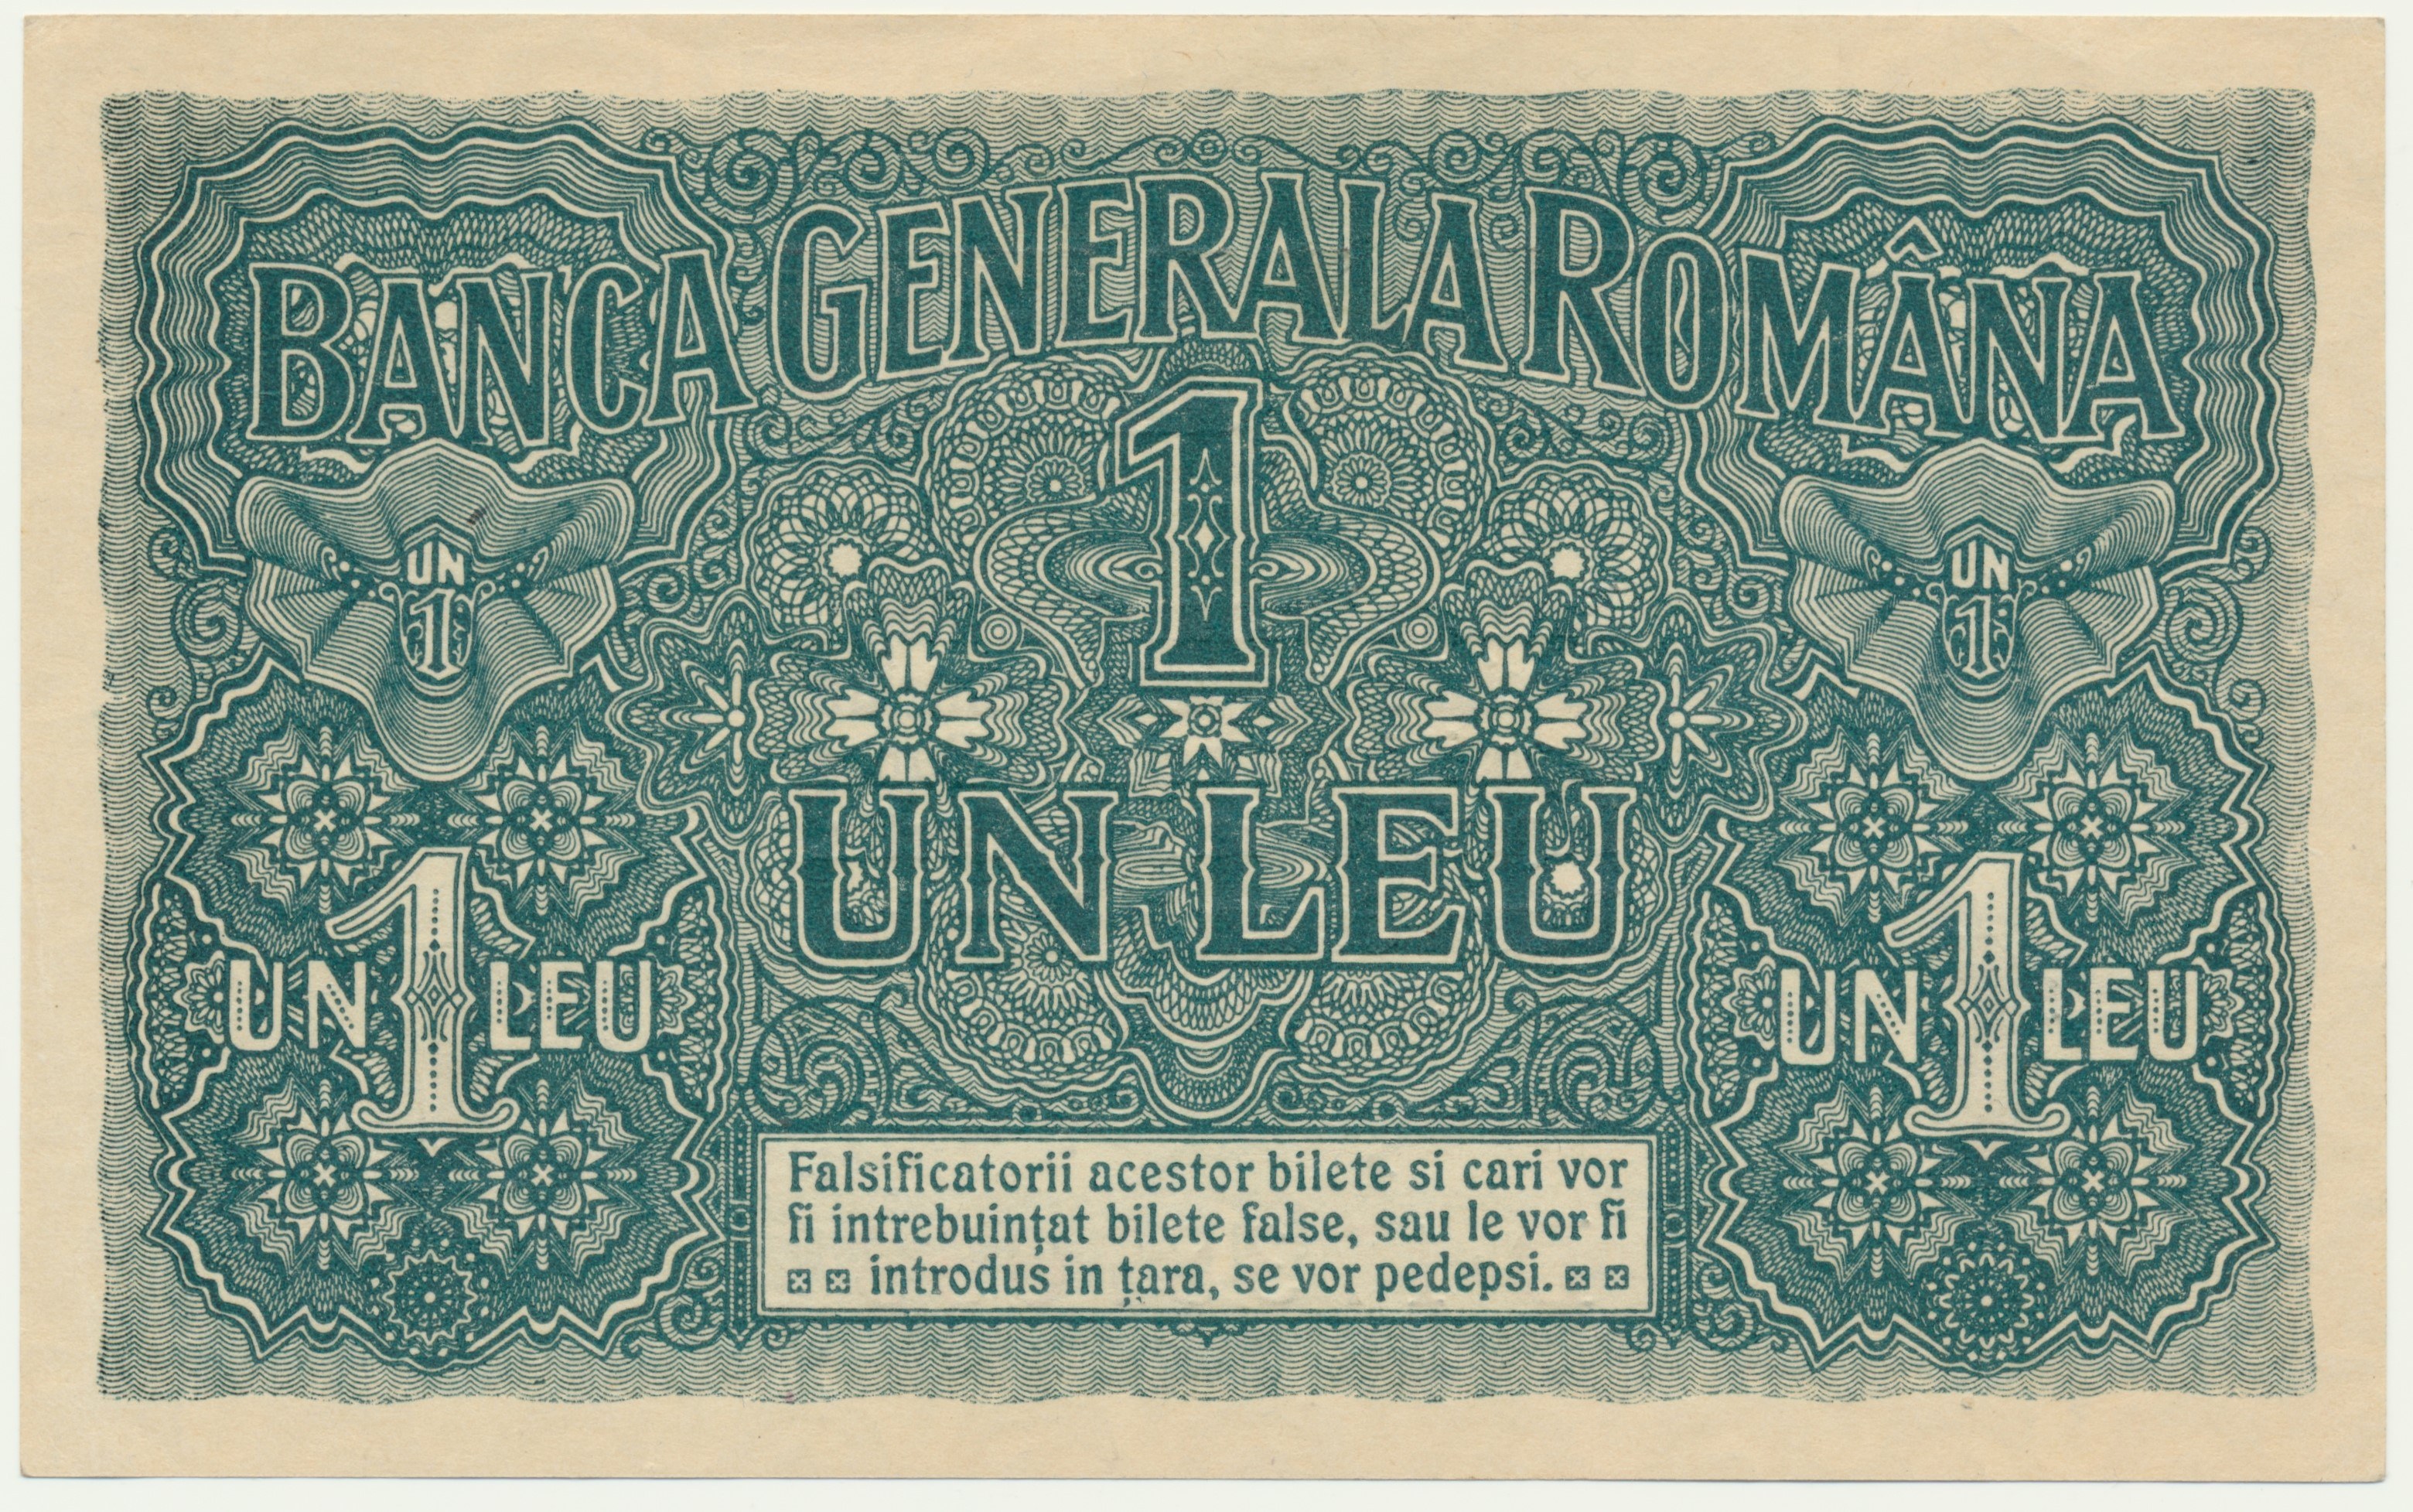 BANCA GENERALA ROMÂNA
1
UN
1
UN
1
UN LEU
UN 1 LEU
UN 1 LEU
Falsificatorii acestor bilete si cari vor
fi intrebuințat bilete false, sau le vor fi
introduș in țara, se vor pedepsi.